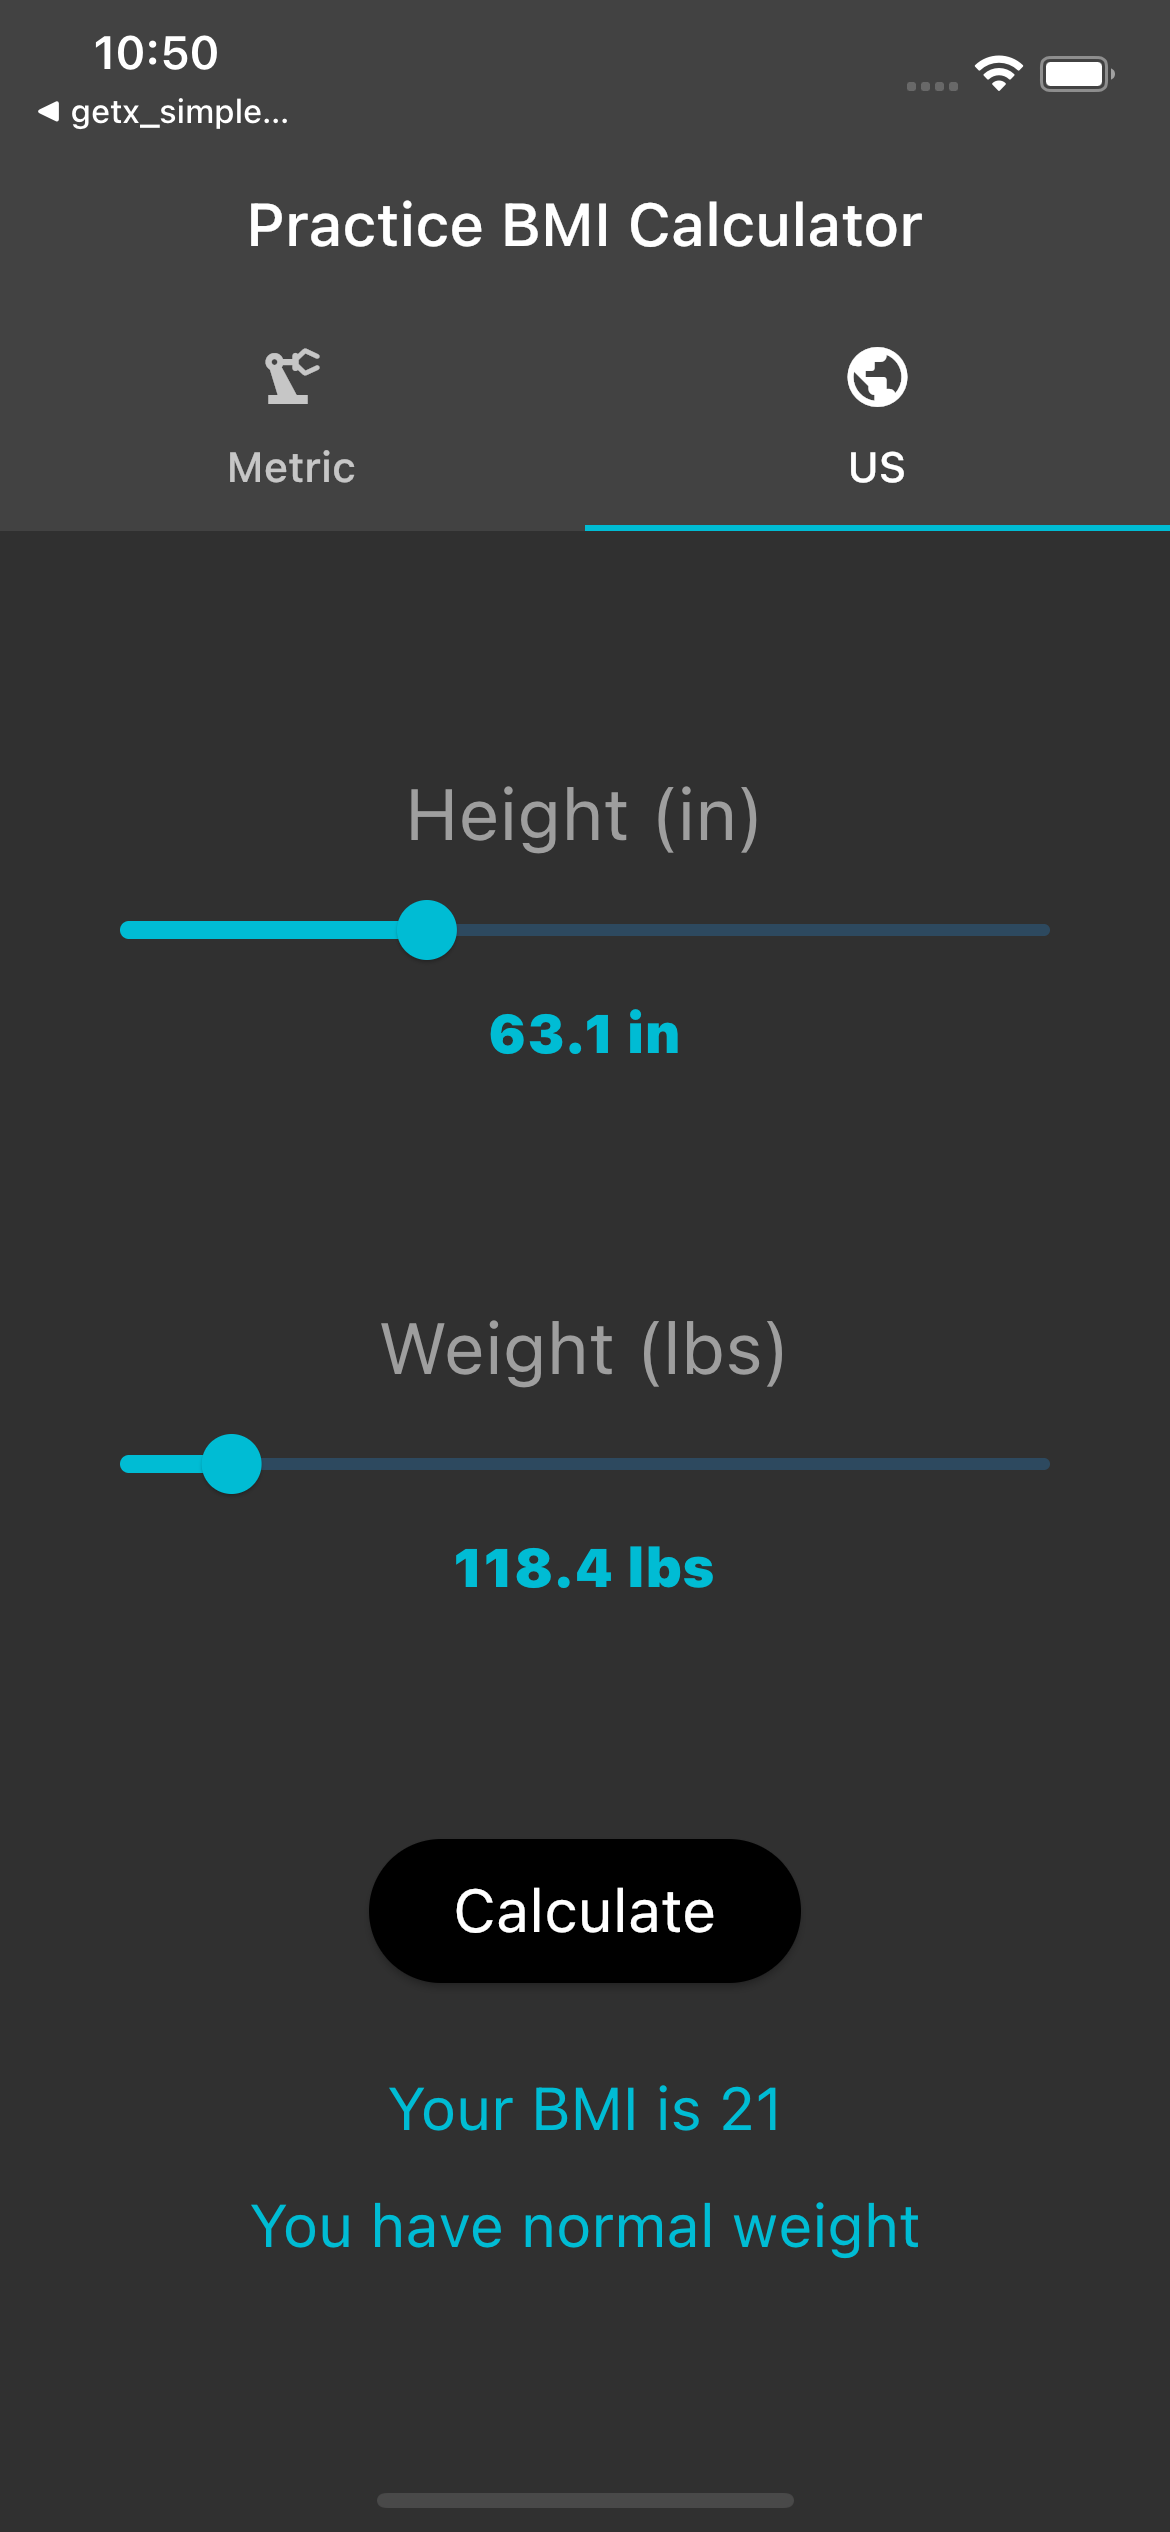 10:50
getx_simple...
Practice BMI Calculator
Metric
US
Height (in)
63.1 in
Weight (lbs)
118.4 lbs
Calculate
Your BMI is 21
You have normal weight